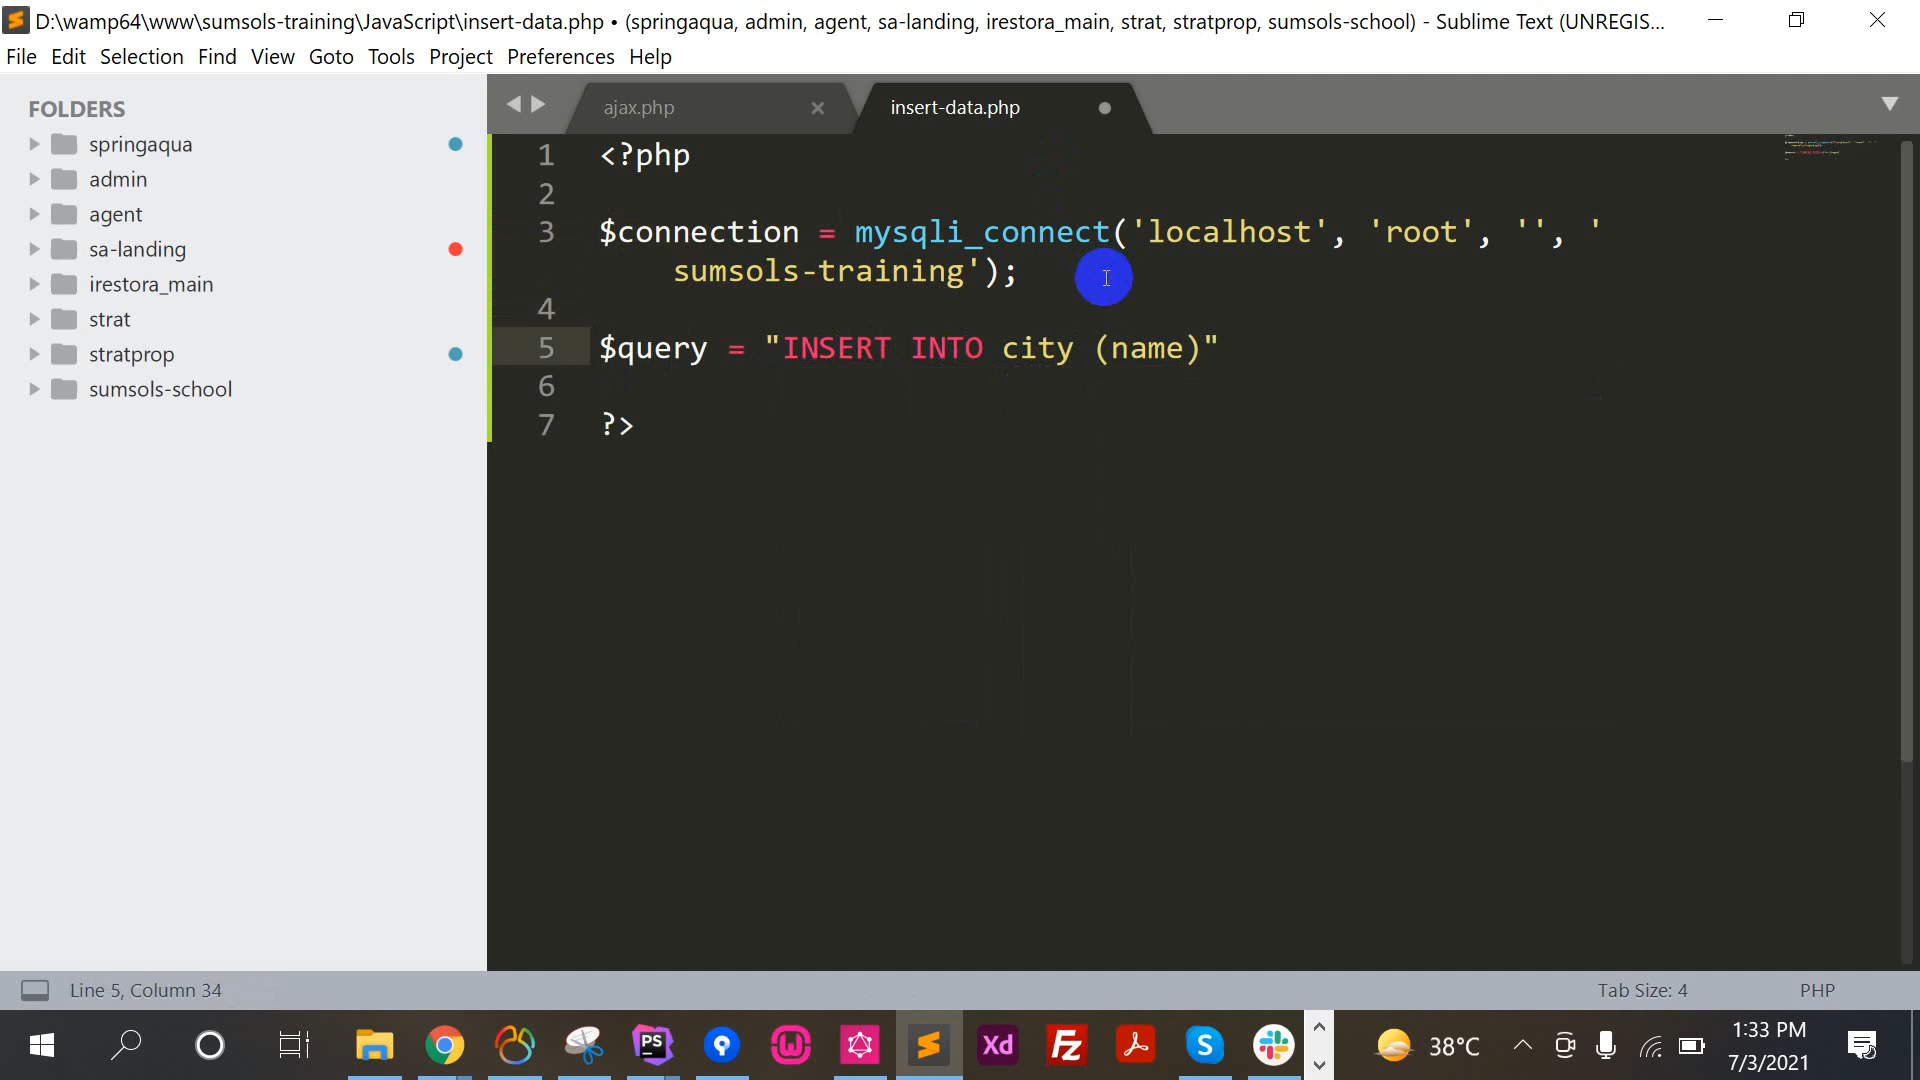 D:\wamp64\www\sumsols-training\JavaScript\insert-data.php • (springaqua, admin, agent, sa-landing, irestora_main, strat, stratprop, sumsols-school) - Sublime Text (UNREGIS...
File Edit Selection Find View Goto Tools Project Preferences Help
FOLDERS
springaqua
admin
agent
sa-landing
irestora_main
strat
stratprop
sumsols-school
ajax.php insert-data.php
1 <?php
2
3 $connection = mysqli_connect('localhost', 'root', '', '
sumsols-training');
4
5 $query = "INSERT INTO city (name)"
6
7 ?>
Line 5, Column 34 Tab Size: 4 PHP
PS Xd Fz S
38°C
1:33 PM
7/3/2021